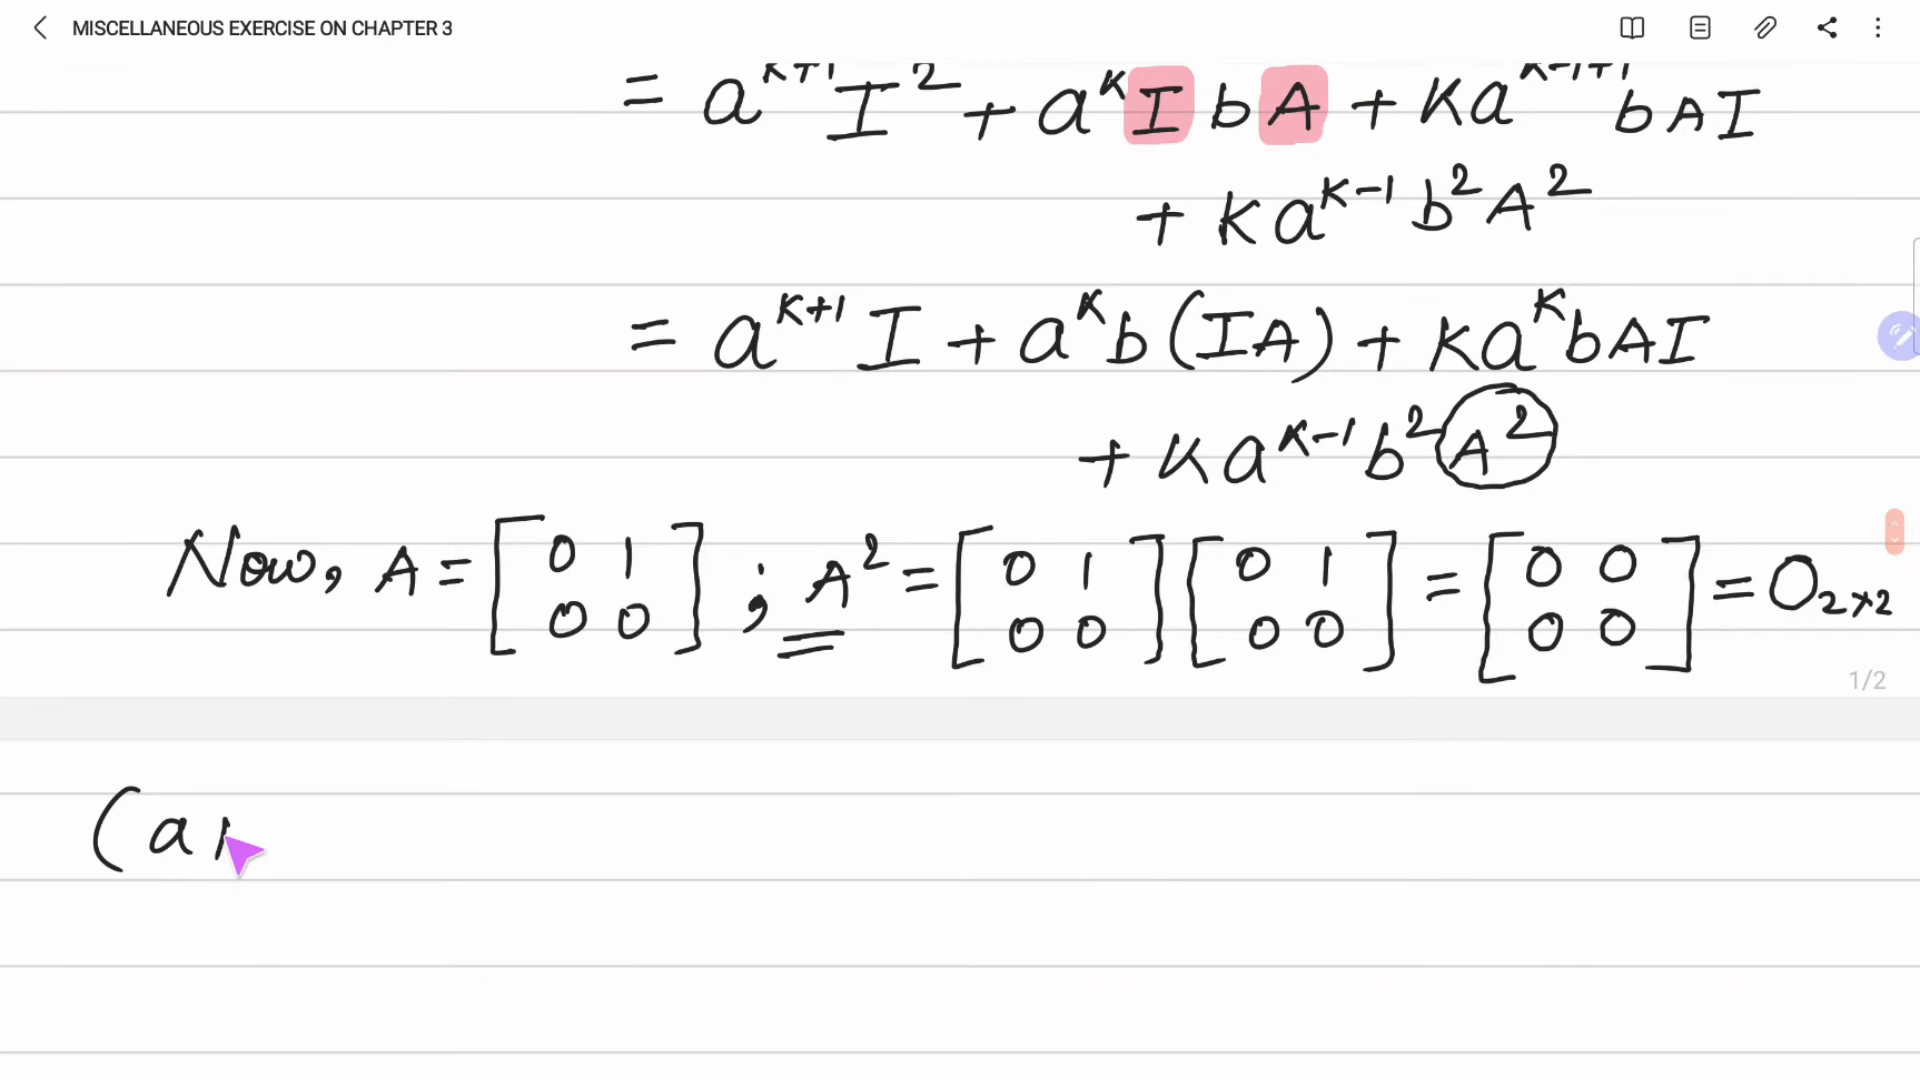 MISCELLANEOUS EXERCISE ON CHAPTER 3
= a^{K+1} I^2 + a^K I b A + K a^{K-1+1} b A I
+ K a^{K-1} b^2 A^2
= a^{K+1} I + a^K b (IA) + K a^K b A I
+ K a^{K-1} b^2 A^2
Now, A = [0 1; 0 0] ; A^2 = [0 1; 0 0] [0 1; 0 0] = [0 0; 0 0] = O_{2×2}
1/2
(a